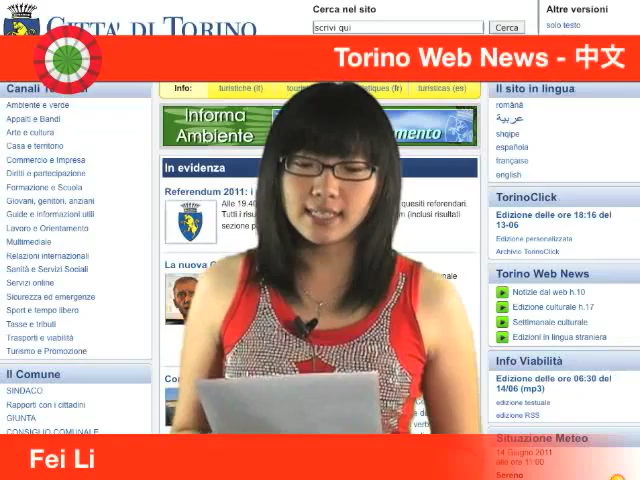 CITTA' DI TORINO
Cerca nel sito
scrivi qui
Cerca
Altre versioni
solo testo
Torino Web News - 中文
Canali
Ambiente e verde
Appalti e Bandi
Arte e cultura
Casa e territorio
Commercio e Impresa
Diritti e partecipazione
Formazione e Scuola
Giovani, genitori, anziani
Guide e informazioni utili
Lavoro e Orientamento
Multimediale
Relazioni internazionali
Sanità e Servizi Sociali
Servizi online
Sicurezza ed emergenze
Sport e tempo libero
Tasse e tributi
Trasporti e viabilità
Turismo e Promozione
Il Comune
SINDACO
Rapporti con i cittadini
GIUNTA
CONSIGLIO COMUNALE
Info:
turistiche (it)
(fr)
turísticas (es)
Informa
Ambiente
In evidenza
Referendum 2011: i
Alle 19.40
quesiti referendari.
Tutti i
(inclusi risultati
sezione
La nuova G
Il sito in lingua
română
عربية
shqipe
española
française
english
TorinoClick
Edizione delle ore 18:16 del
13-06
Edizione personalizzata
Archivio TorinoClick
Torino Web News
Notizie dal web h.10
Edizione culturale h.17
Settimanale culturale
Edizioni in lingua straniera
Info Viabilità
Edizione delle ore 06:30 del
14/06 (mp3)
edizione testuale
edizione RSS
Situazione Meteo
14 Giugno 2011
alle ore 11:00
Sereno
Fei Li